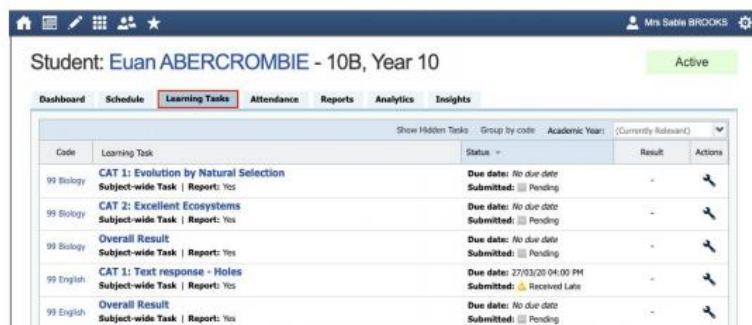 Mrs Sable BROOKS
Student: Euan ABERCROMBIE - 10B, Year 10
Active
Dashboard Schedule Learning Tasks Attendance Reports Analytics Insights
Show Hidden Tasks Group by code Academic Year: (Currently Relevant)
Code Learning Task Status Result Actions
CAT 1: Evolution by Natural Selection Due date: No due date
99 Biology - 
Subject-wide Task | Report: Yes Submitted: Pending
CAT 2: Excellent Ecosystems Due date: No due date
99 Biology -
Subject-wide Task | Report: Yes Submitted: Pending
Overall Result Due date: No due date
99 Biology -
Subject-wide Task | Report: Yes Submitted: Pending
CAT 1: Text response - Holes Due date: 27/03/20 04:00 PM
99 English -
Subject-wide Task | Report: Yes Submitted: Received Late
Overall Result Due date: No due date
99 English -
Subject-wide Task | Report: Yes Submitted: Pending